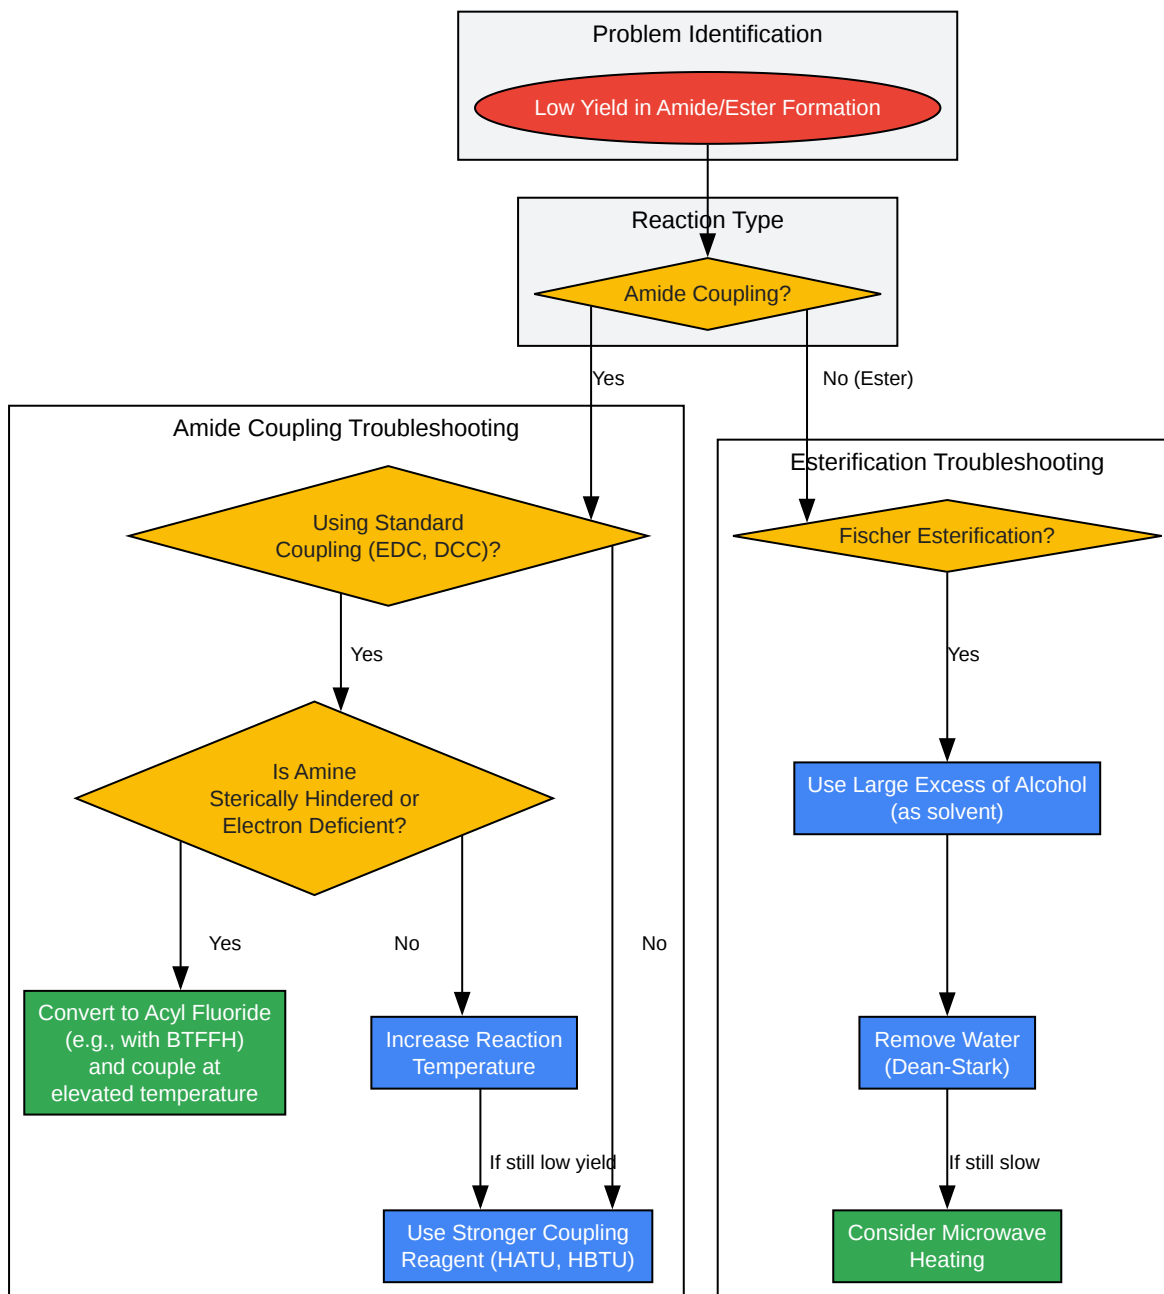 Problem Identification
Low Yield in Amide/Ester Formation
Reaction Type
Amide Coupling?
Yes
No (Ester)
Amide Coupling Troubleshooting
Using Standard
Coupling (EDC, DCC)?
Yes
Is Amine
Sterically Hindered or
Electron Deficient?
Yes
No
No
Convert to Acyl Fluoride
(e.g., with BTFFH)
and couple at
elevated temperature
Increase Reaction
Temperature
If still low yield
Use Stronger Coupling
Reagent (HATU, HBTU)
Esterification Troubleshooting
Fischer Esterification?
Yes
Use Large Excess of Alcohol
(as solvent)
Remove Water
(Dean-Stark)
If still slow
Consider Microwave
Heating